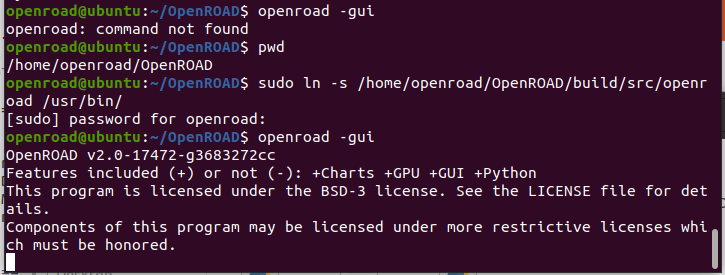 openroad@ubuntu:~/OpenROAD$ openroad -gui
openroad: command not found
openroad@ubuntu:~/OpenROAD$ pwd
/home/openroad/OpenROAD
openroad@ubuntu:~/OpenROAD$ sudo ln -s /home/openroad/OpenROAD/build/src/openr
oad /usr/bin/
[sudo] password for openroad:
openroad@ubuntu:~/OpenROAD$ openroad -gui
OpenROAD v2.0-17472-g3683272cc
Features included (+) or not (-): +Charts +GPU +GUI +Python
This program is licensed under the BSD-3 license. See the LICENSE file for det
ails.
Components of this program may be licensed under more restrictive licenses whi
ch must be honored.